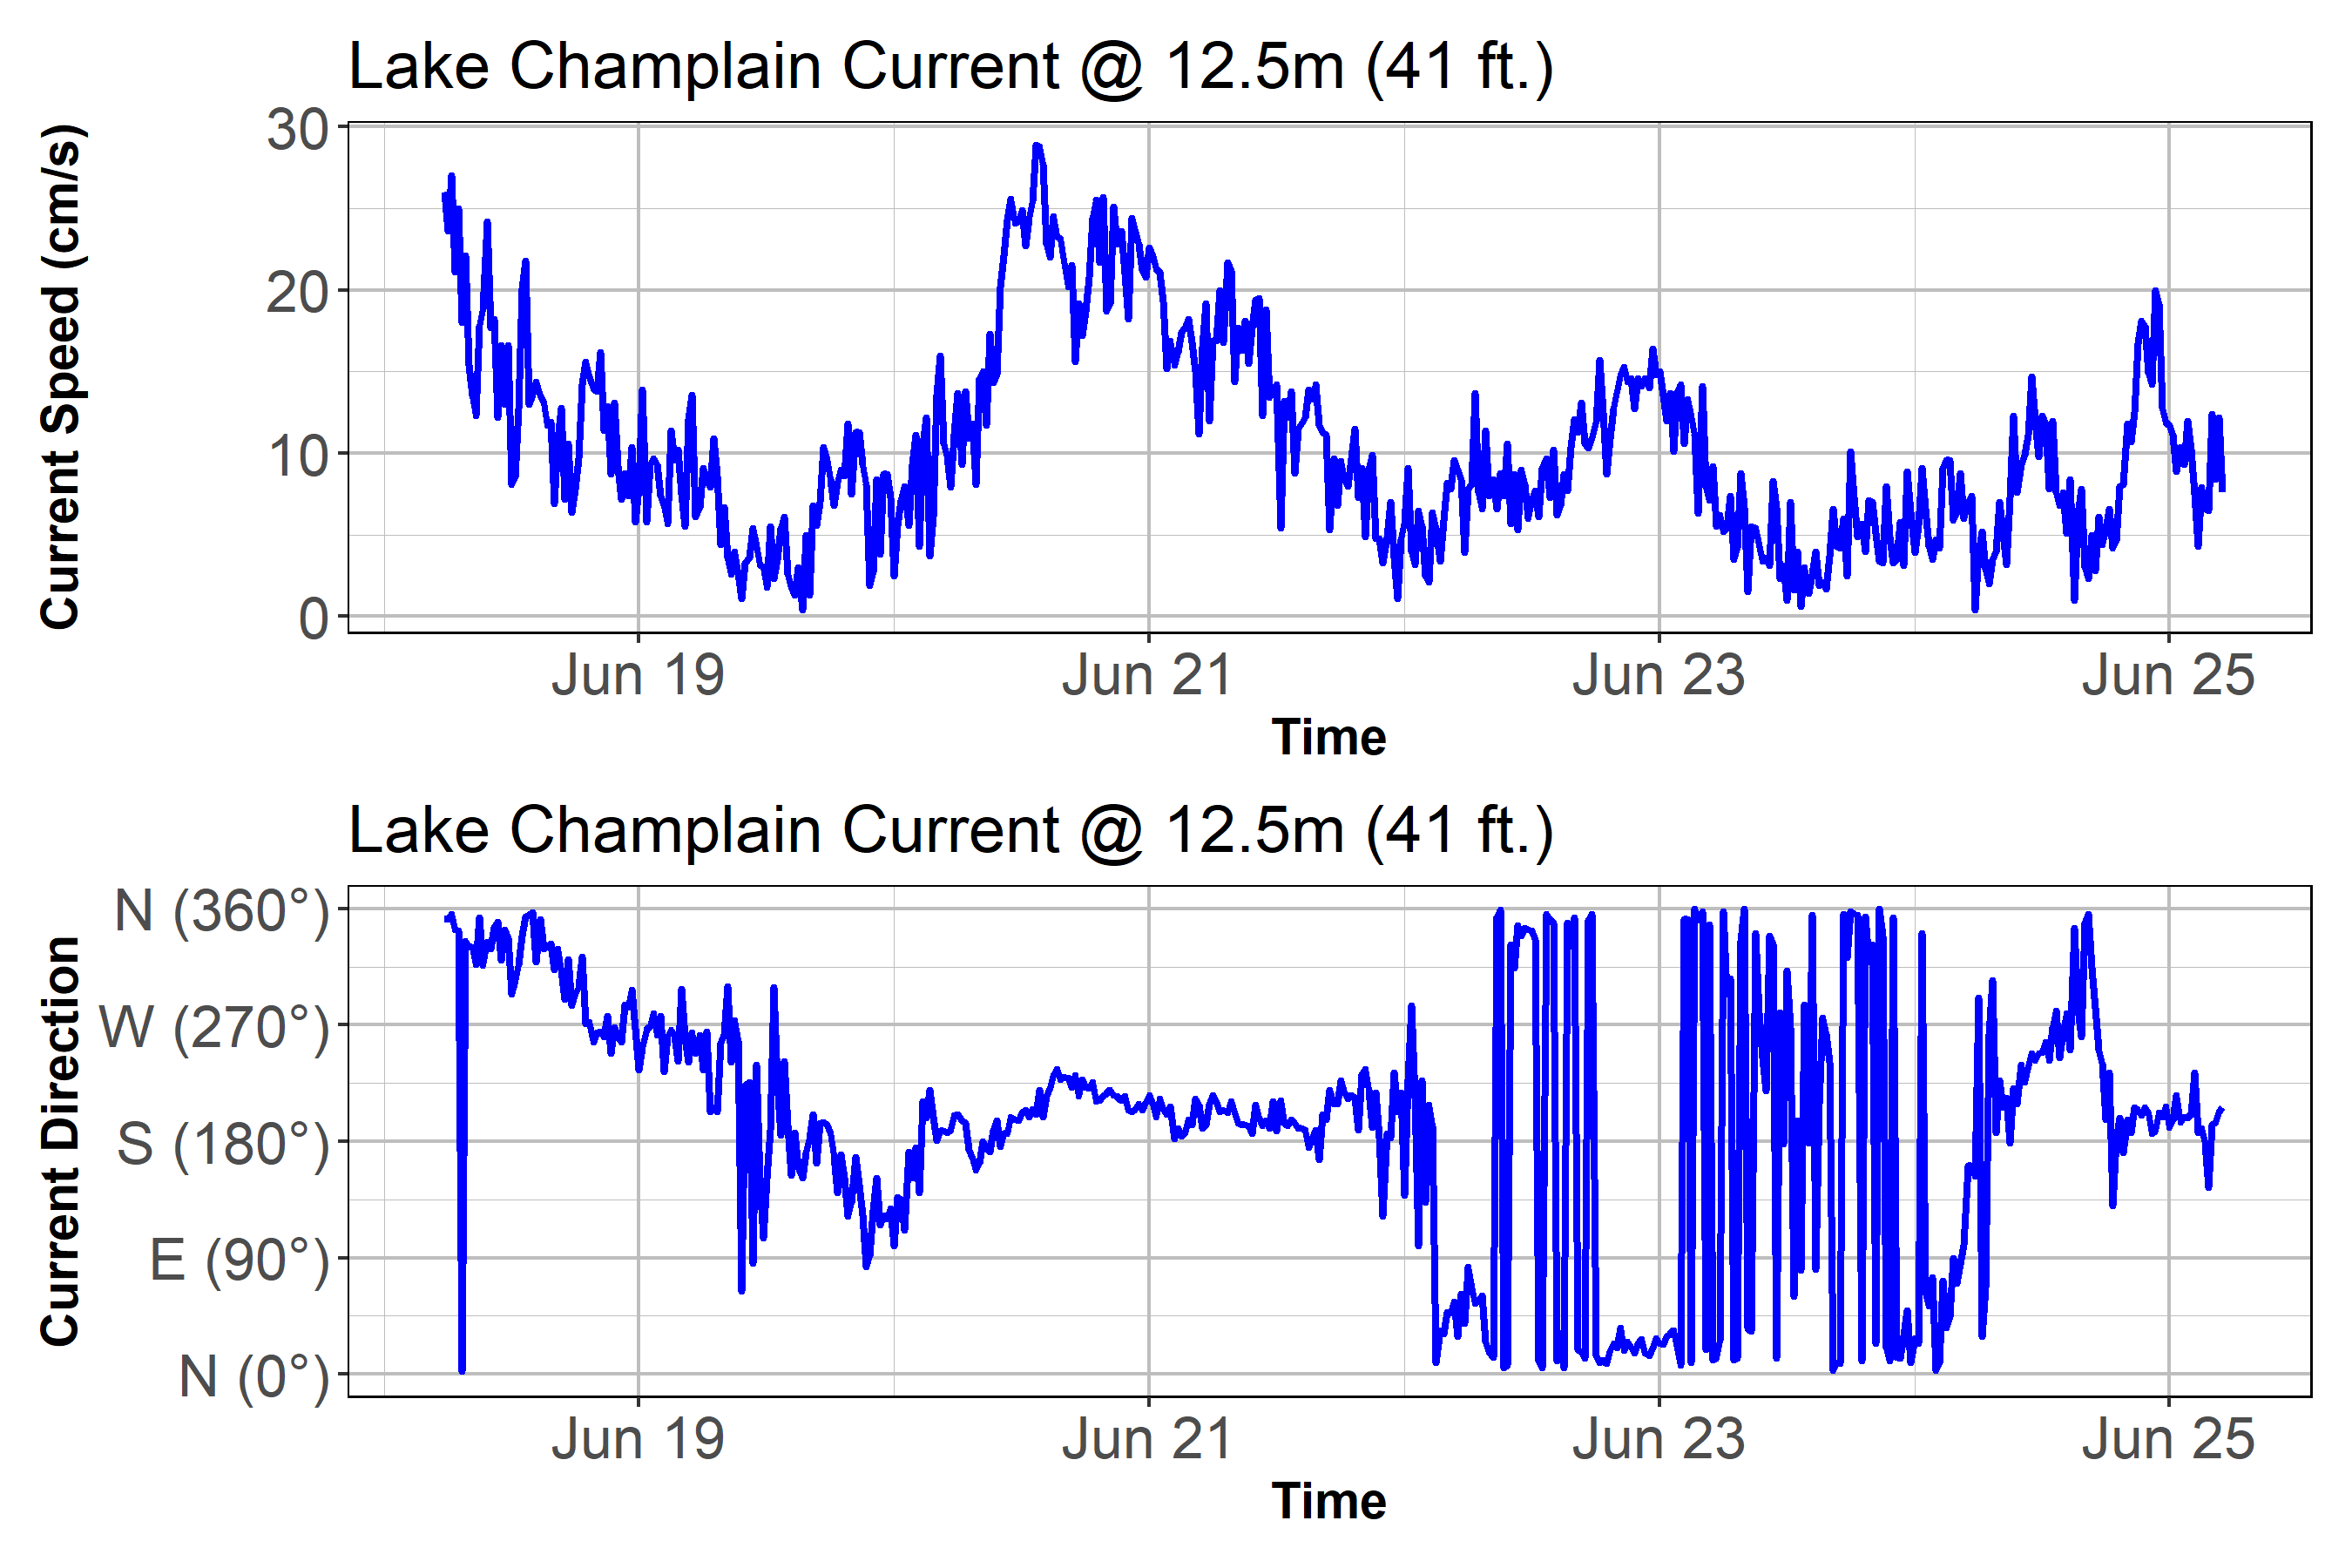 Lake Champlain Current @ 12.5m (41 ft.)
Current Speed (cm/s)
30
20
10
0
Jun 19 Jun 21 Jun 23 Jun 25
Time
Lake Champlain Current @ 12.5m (41 ft.)
Current Direction
N (360°)
W (270°)
S (180°)
E (90°)
N (0°)
Jun 19 Jun 21 Jun 23 Jun 25
Time